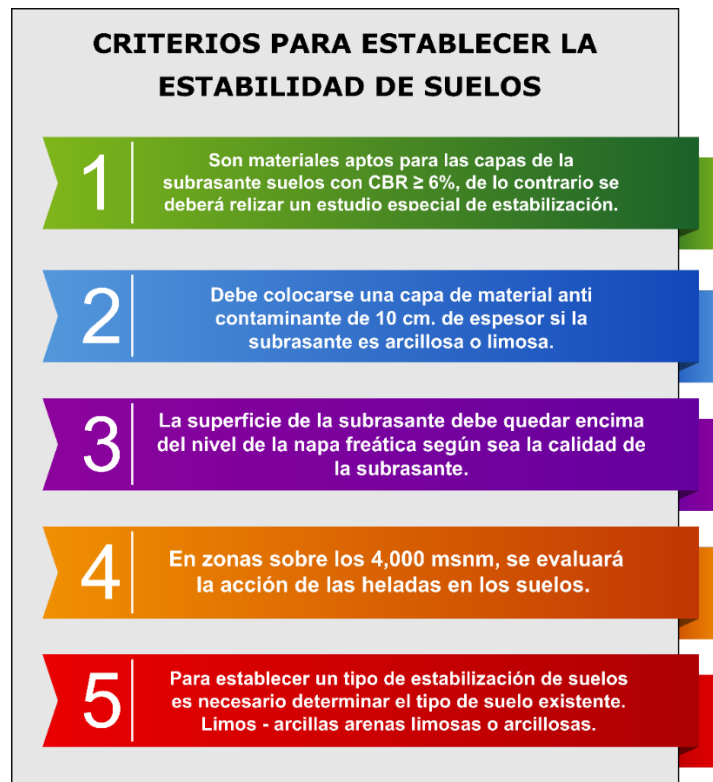 CRITERIOS PARA ESTABLECER LA
ESTABILIDAD DE SUELOS
1
Son materiales aptos para las capas de la
subrasante suelos con CBR ≥ 6%, de lo contrario se
deberá relizar un estudio especial de estabilización.
2
Debe colocarse una capa de material anti
contaminante de 10 cm. de espesor si la
subrasante es arcillosa o limosa.
3
La superficie de la subrasante debe quedar encima
del nivel de la napa freática según sea la calidad de
la subrasante.
4
En zonas sobre los 4,000 msnm, se evaluará
la acción de las heladas en los suelos.
5
Para establecer un tipo de estabilización de suelos
es necesario determinar el tipo de suelo existente.
Limos - arcillas arenas limosas o arcillosas.